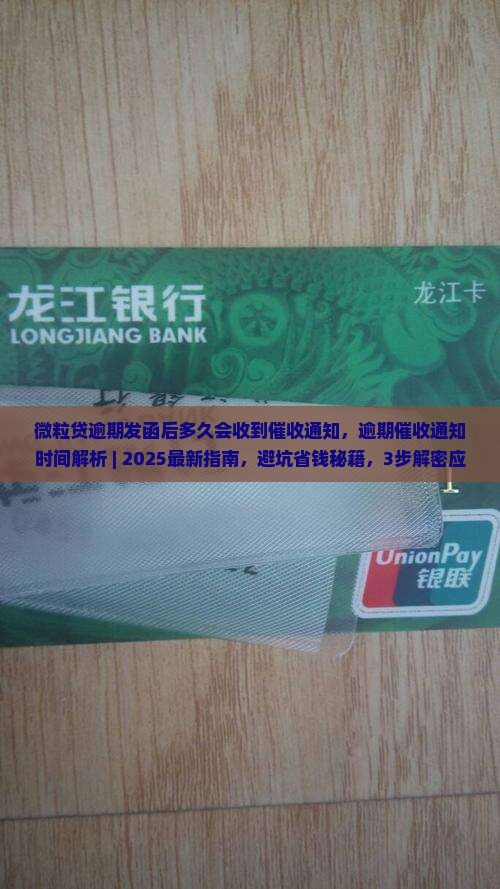 龙江银行
龙江卡
LONGJIANG BANK
微粒贷逾期发函后多久会收到催收通知，逾期催收通知
时间解析 | 2025最新指南，避坑省钱秘籍，3步解密应
UnionPay
银联